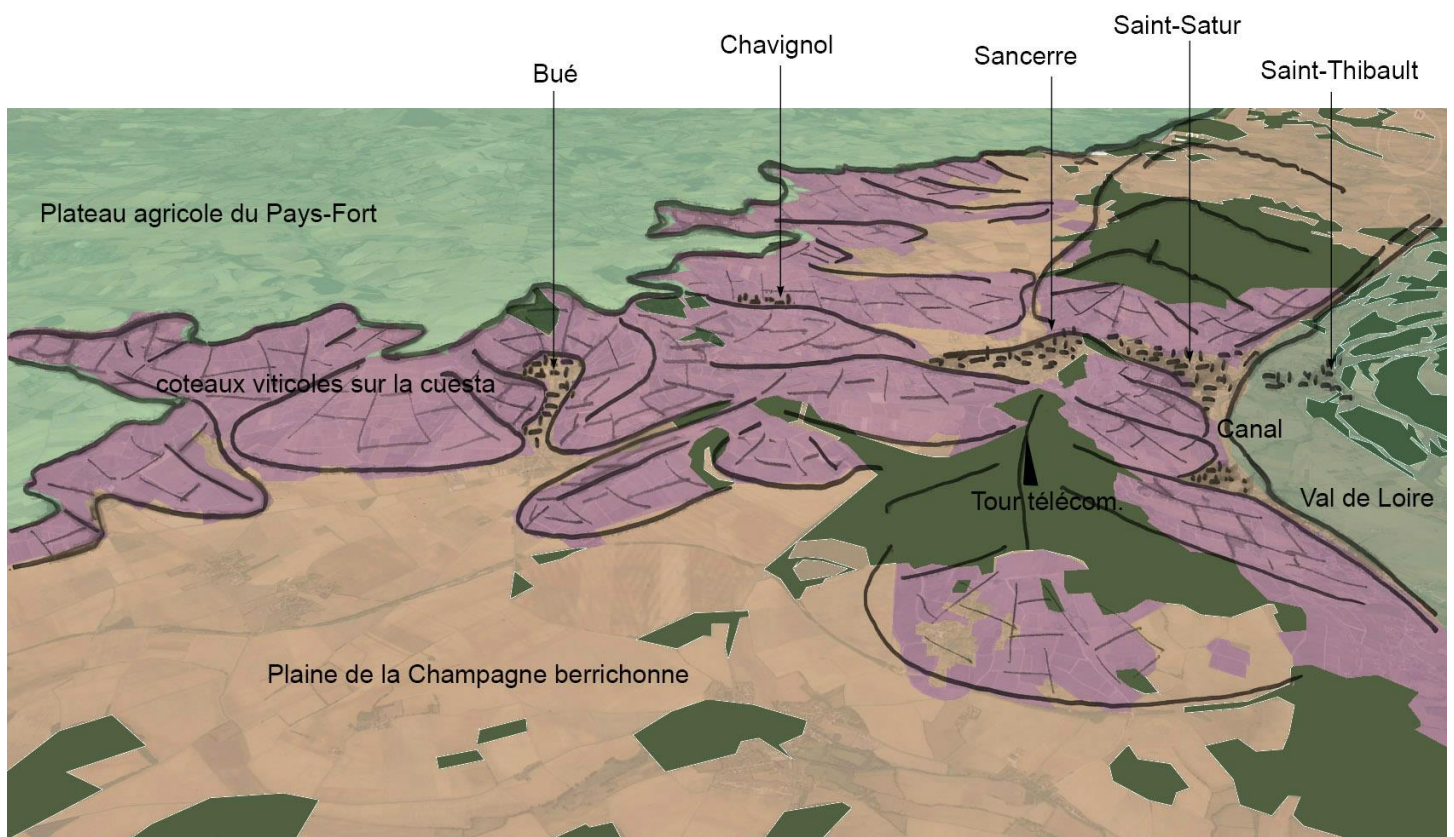 Saint-Satur
Chavignol
Sancerre
Saint-Thibault
Bué
Plateau agricole du Pays-Fort
coteaux viticoles sur la cuesta
Canal
Tour télécom.
Val de Loire
Plaine de la Champagne berrichonne